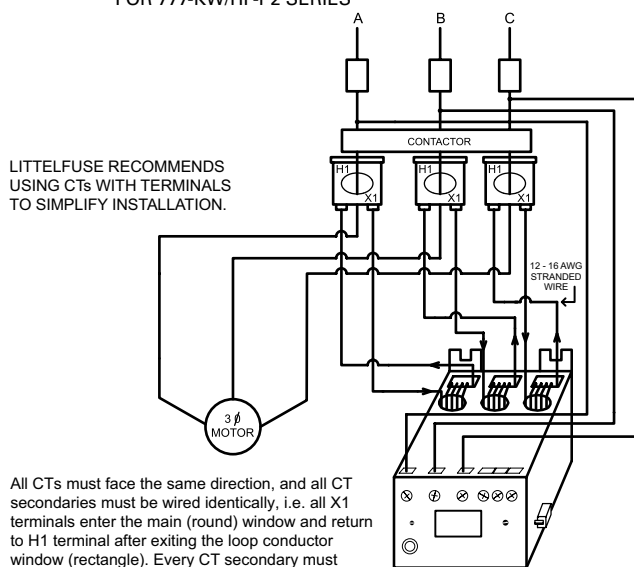 FOR 777-KW/HP-P2 SERIES
A B C
CONTACTOR
H1 H1 H1
X1 X1 X1
LITTELFUSE RECOMMENDS
USING CTs WITH TERMINALS
TO SIMPLIFY INSTALLATION.
12 - 16 AWG
STRANDED
WIRE
3 ϕ
MOTOR
All CTs must face the same direction, and all CT
secondaries must be wired identically, i.e. all X1
terminals enter the main (round) window and return
to H1 terminal after exiting the loop conductor
window (rectangle). Every CT secondary must